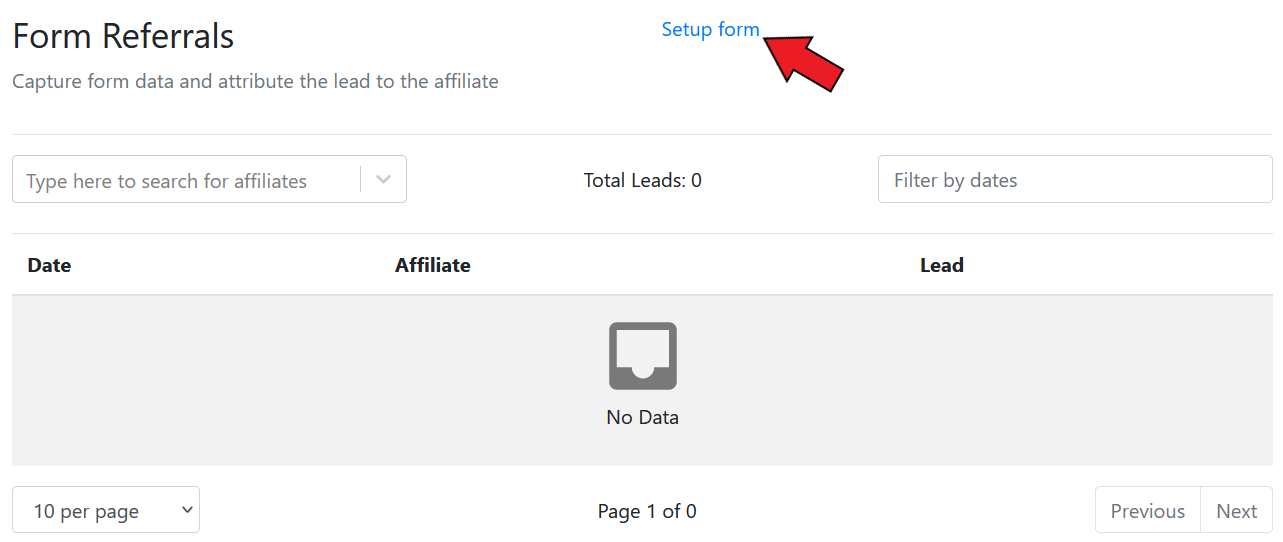 Form Referrals
Setup form
Capture form data and attribute the lead to the affiliate
Type here to search for affiliates
Total Leads: 0
Filter by dates
Date Affiliate Lead
No Data
10 per page
Page 1 of 0
Previous Next